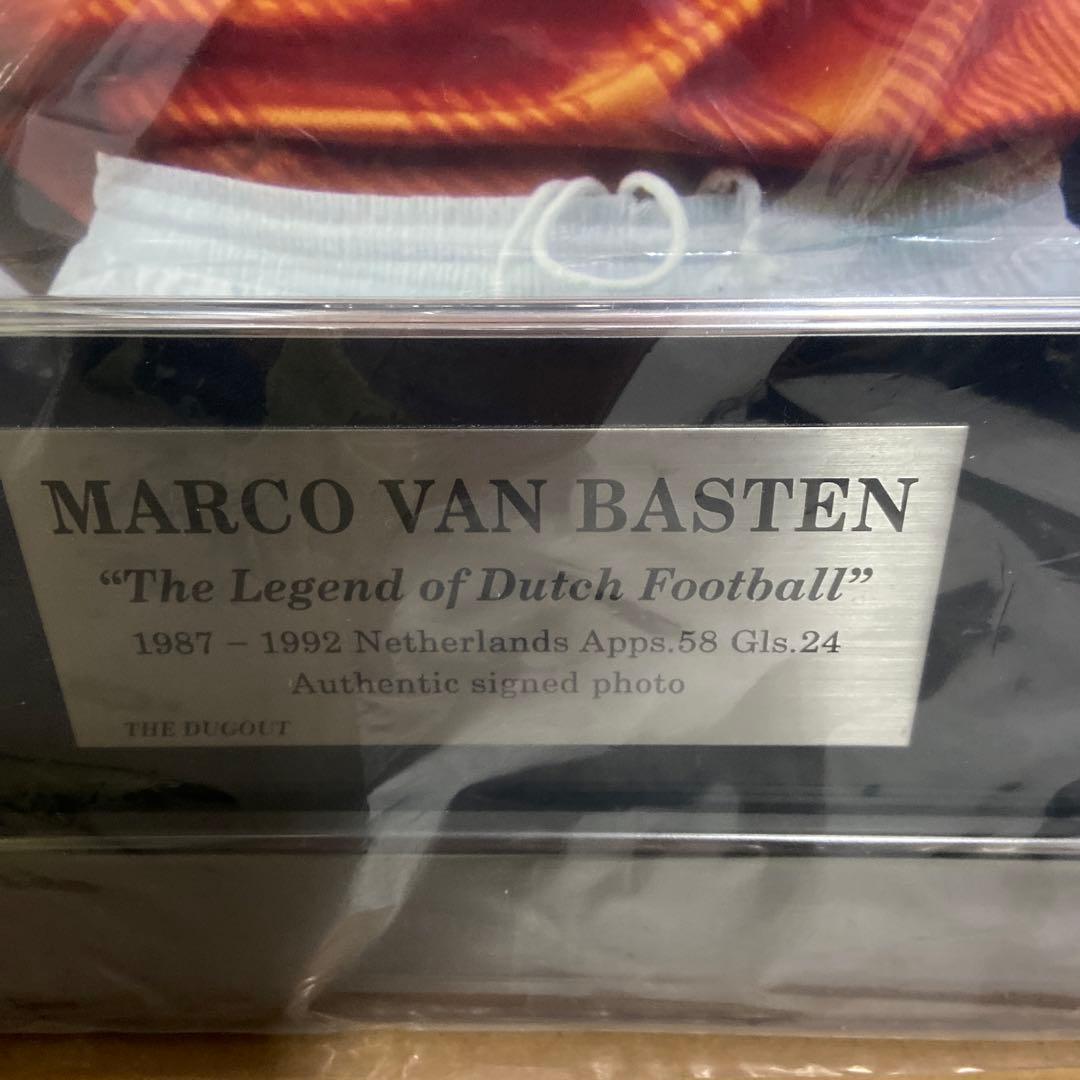 MARCO VAN BASTEN
“The Legend of Dutch Football”
1987 – 1992 Netherlands Apps.58 Gls.24
Authentic signed photo
THE DUGOUT